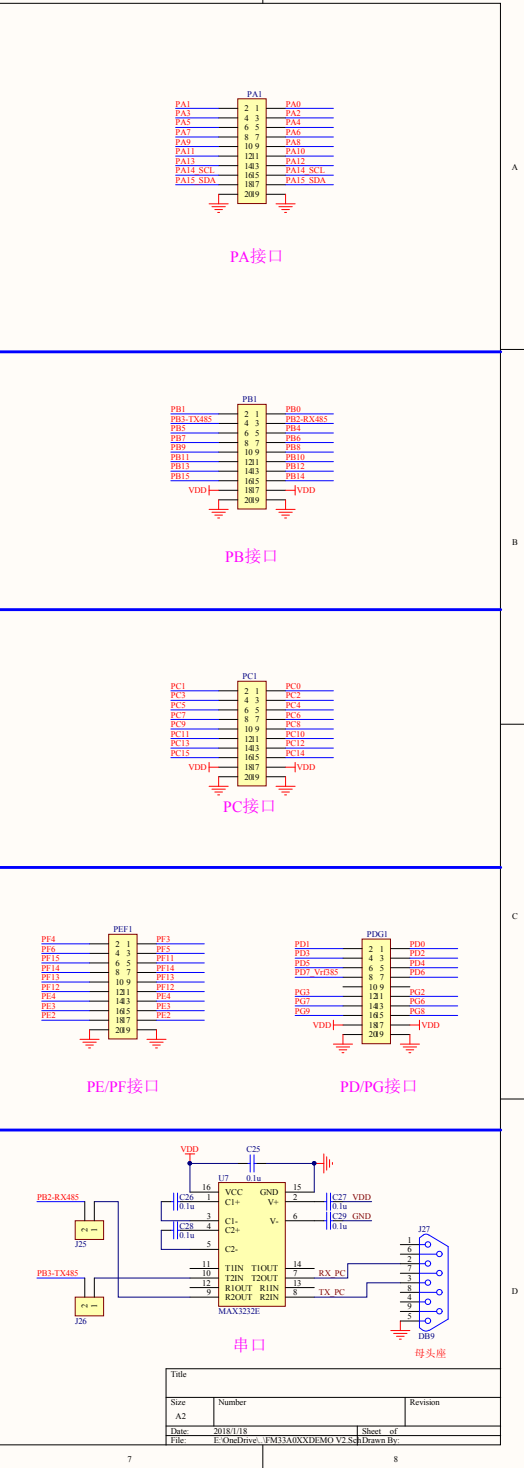 PA1
PA1 2 1 PA0
PA3 4 3 PA2
PA5 6 5 PA4
PA7 8 7 PA6
PA9 10 9 PA8
PA11 12 11 PA10
PA13 14 13 PA12
PA14_SCL 16 15 PA14_SCL
PA15_SDA 18 17 PA15_SDA
20 19
PA接口
A
PB1
PB1 2 1 PB0
PB3-TX485 4 3 PB2-RX485
PB5 6 5 PB4
PB7 8 7 PB6
PB9 10 9 PB8
PB11 12 11 PB10
PB13 14 13 PB12
PB15 16 15 PB14
VDD 18 17 VDD
20 19
PB接口
B
PC1
PC1 2 1 PC0
PC3 4 3 PC2
PC5 6 5 PC4
PC7 8 7 PC6
PC9 10 9 PC8
PC11 12 11 PC10
PC13 14 13 PC12
PC15 16 15 PC14
VDD 18 17 VDD
20 19
PC接口
C
PEF1
PF4 2 1 PF3
PF6 4 3 PF5
PF15 6 5 PF11
PF14 8 7 PF14
PF13 10 9 PF13
PF12 12 11 PF12
PE4 14 13 PE4
PE3 16 15 PE3
PE2 18 17 PE2
20 19
PE/PF接口
PDG1
PD1 2 1 PD0
PD3 4 3 PD2
PD5 6 5 PD4
PD7_Vrl385 8 7 PD6
10 9
PG3 12 11 PG2
PG7 14 13 PG6
PG9 16 15 PG8
VDD 18 17 VDD
20 19
PD/PG接口
VDD
C25
0.1u
U7
16 VCC GND 15
C26 1 C1+ V+ 2 C27 VDD
0.1u 0.1u
3 C1- V- 6 C29 GND
C28 4 C2+ 0.1u
0.1u
5 C2-
11 T1IN T1OUT 14
10 T2IN T2OUT 7 RX_PC
12 R1OUT R1IN 13
9 R2OUT R2IN 8 TX_PC
MAX3232E
PB2-RX485
2 1
J25
PB3-TX485
2 1
J26
J27
1
6
2
7
3
8
4
9
5
DB9
母头座
串口
D
Title
Size Number Revision
A2
Date: 2018/1/18 Sheet of
File: E:\OneDrive\..\FM33A0XXDEMO V2.Sch Drawn By:
7 8